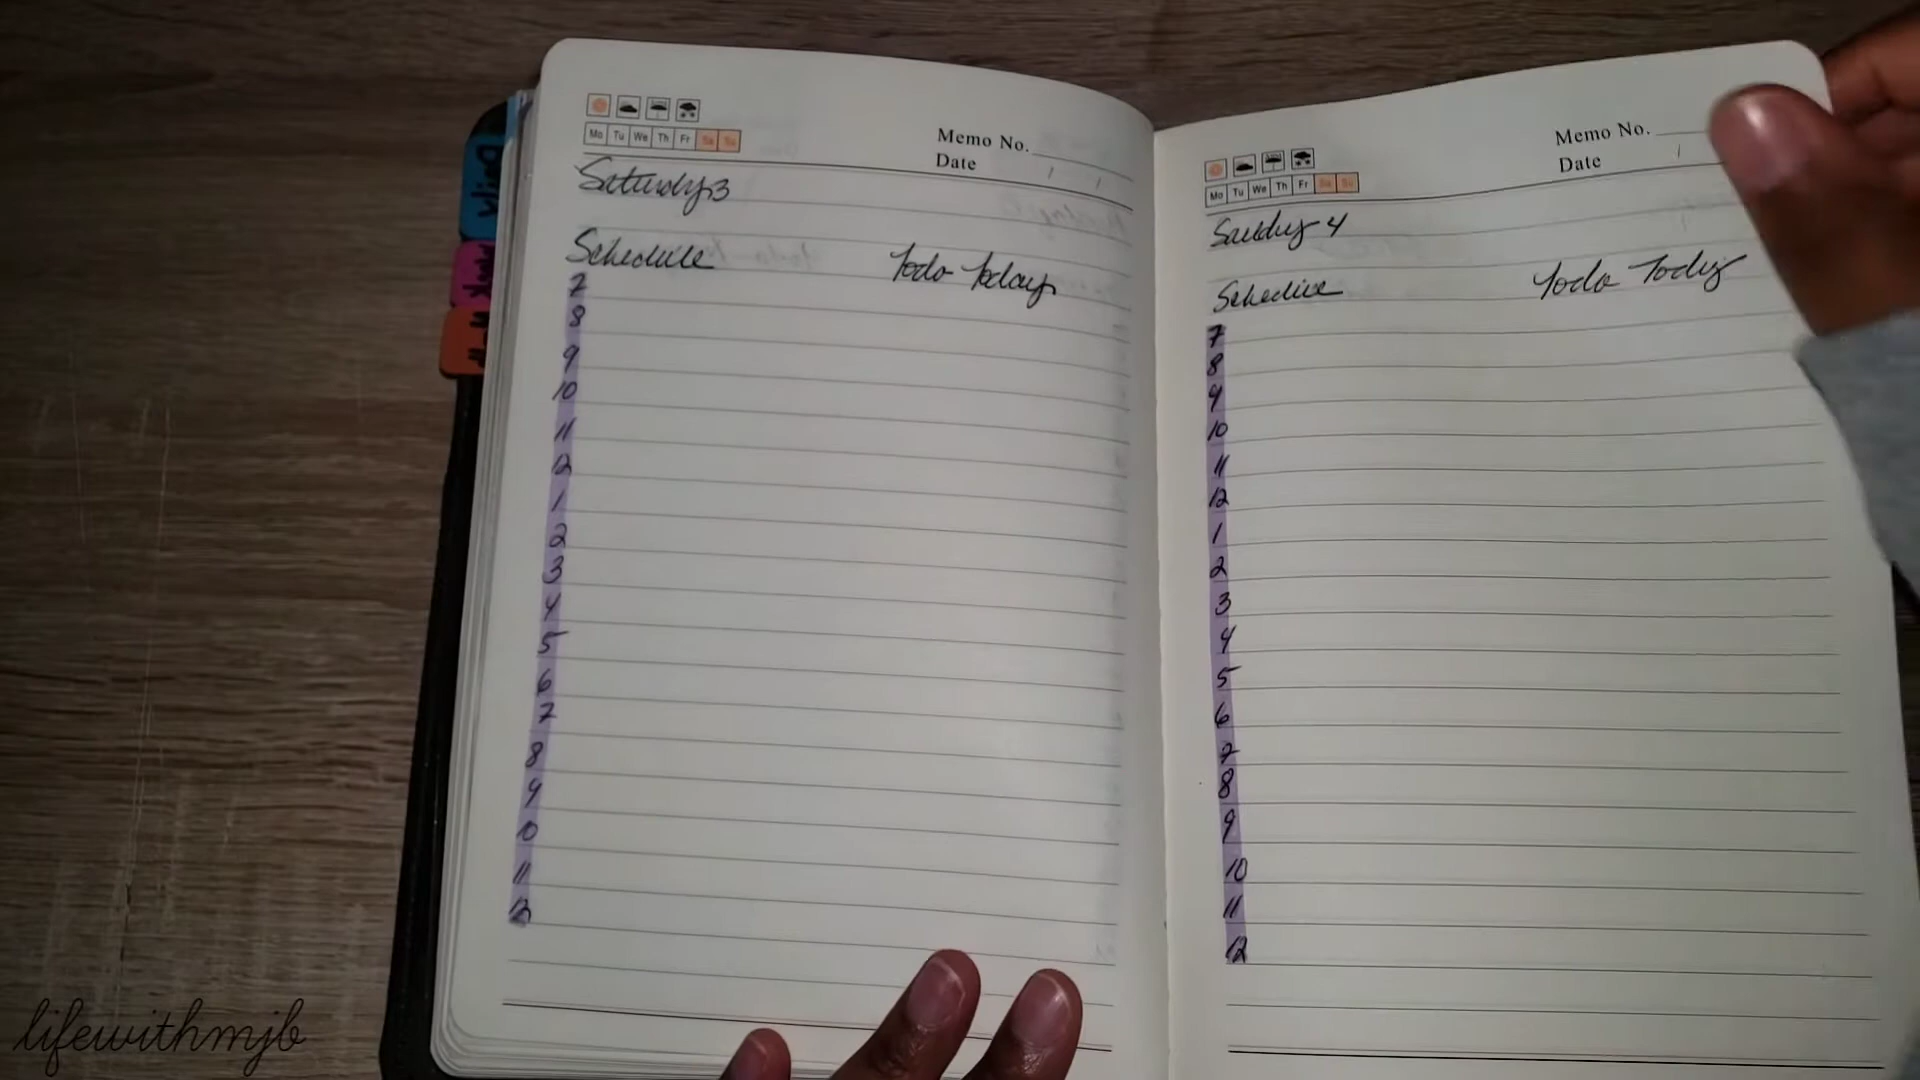 Daily
Work
Mo Tu We Th Fr Sa Su
Memo No.
Date / /
Saturday 3
Schedule Todo Today
7
8
9
10
11
12
1
2
3
4
5
6
7
8
9
10
11
12
Mo Tu We Th Fr Sa Su
Memo No.
Date /
Sunday 4
Schedule Todo Today
7
8
9
10
11
12
1
2
3
4
5
6
7
8
9
10
11
12
lifewithmjb